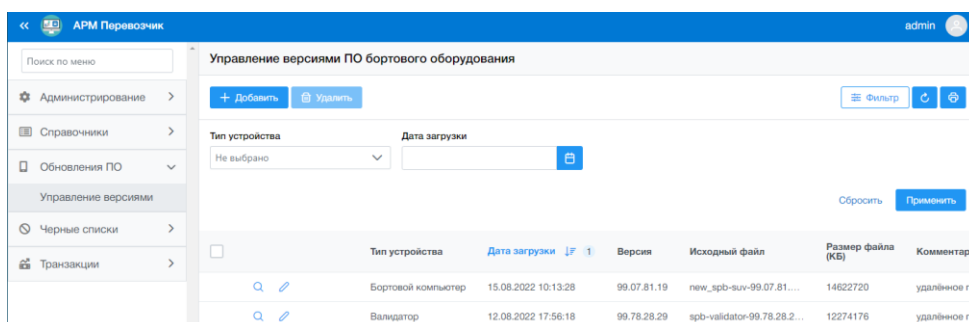 АРМ Перевозчик
admin
Поиск по меню
Управление версиями ПО бортового оборудования
Администрирование
Справочники
Обновления ПО
Управление версиями
Черные списки
Транзакции
Добавить
Удалить
Фильтр
Тип устройства
Дата загрузки
Не выбрано
Сбросить
Применить
Тип устройства Дата загрузки 1 Версия Исходный файл Размер файла (КБ) Комментар
Бортовой компьютер 15.08.2022 10:13:28 99.07.81.19 new_spb-suv-99.07.81.... 14622720 удалённое г
Валидатор 12.08.2022 17:56:18 99.78.28.29 spb-validator-99.78.28.2... 12274176 удалённое г